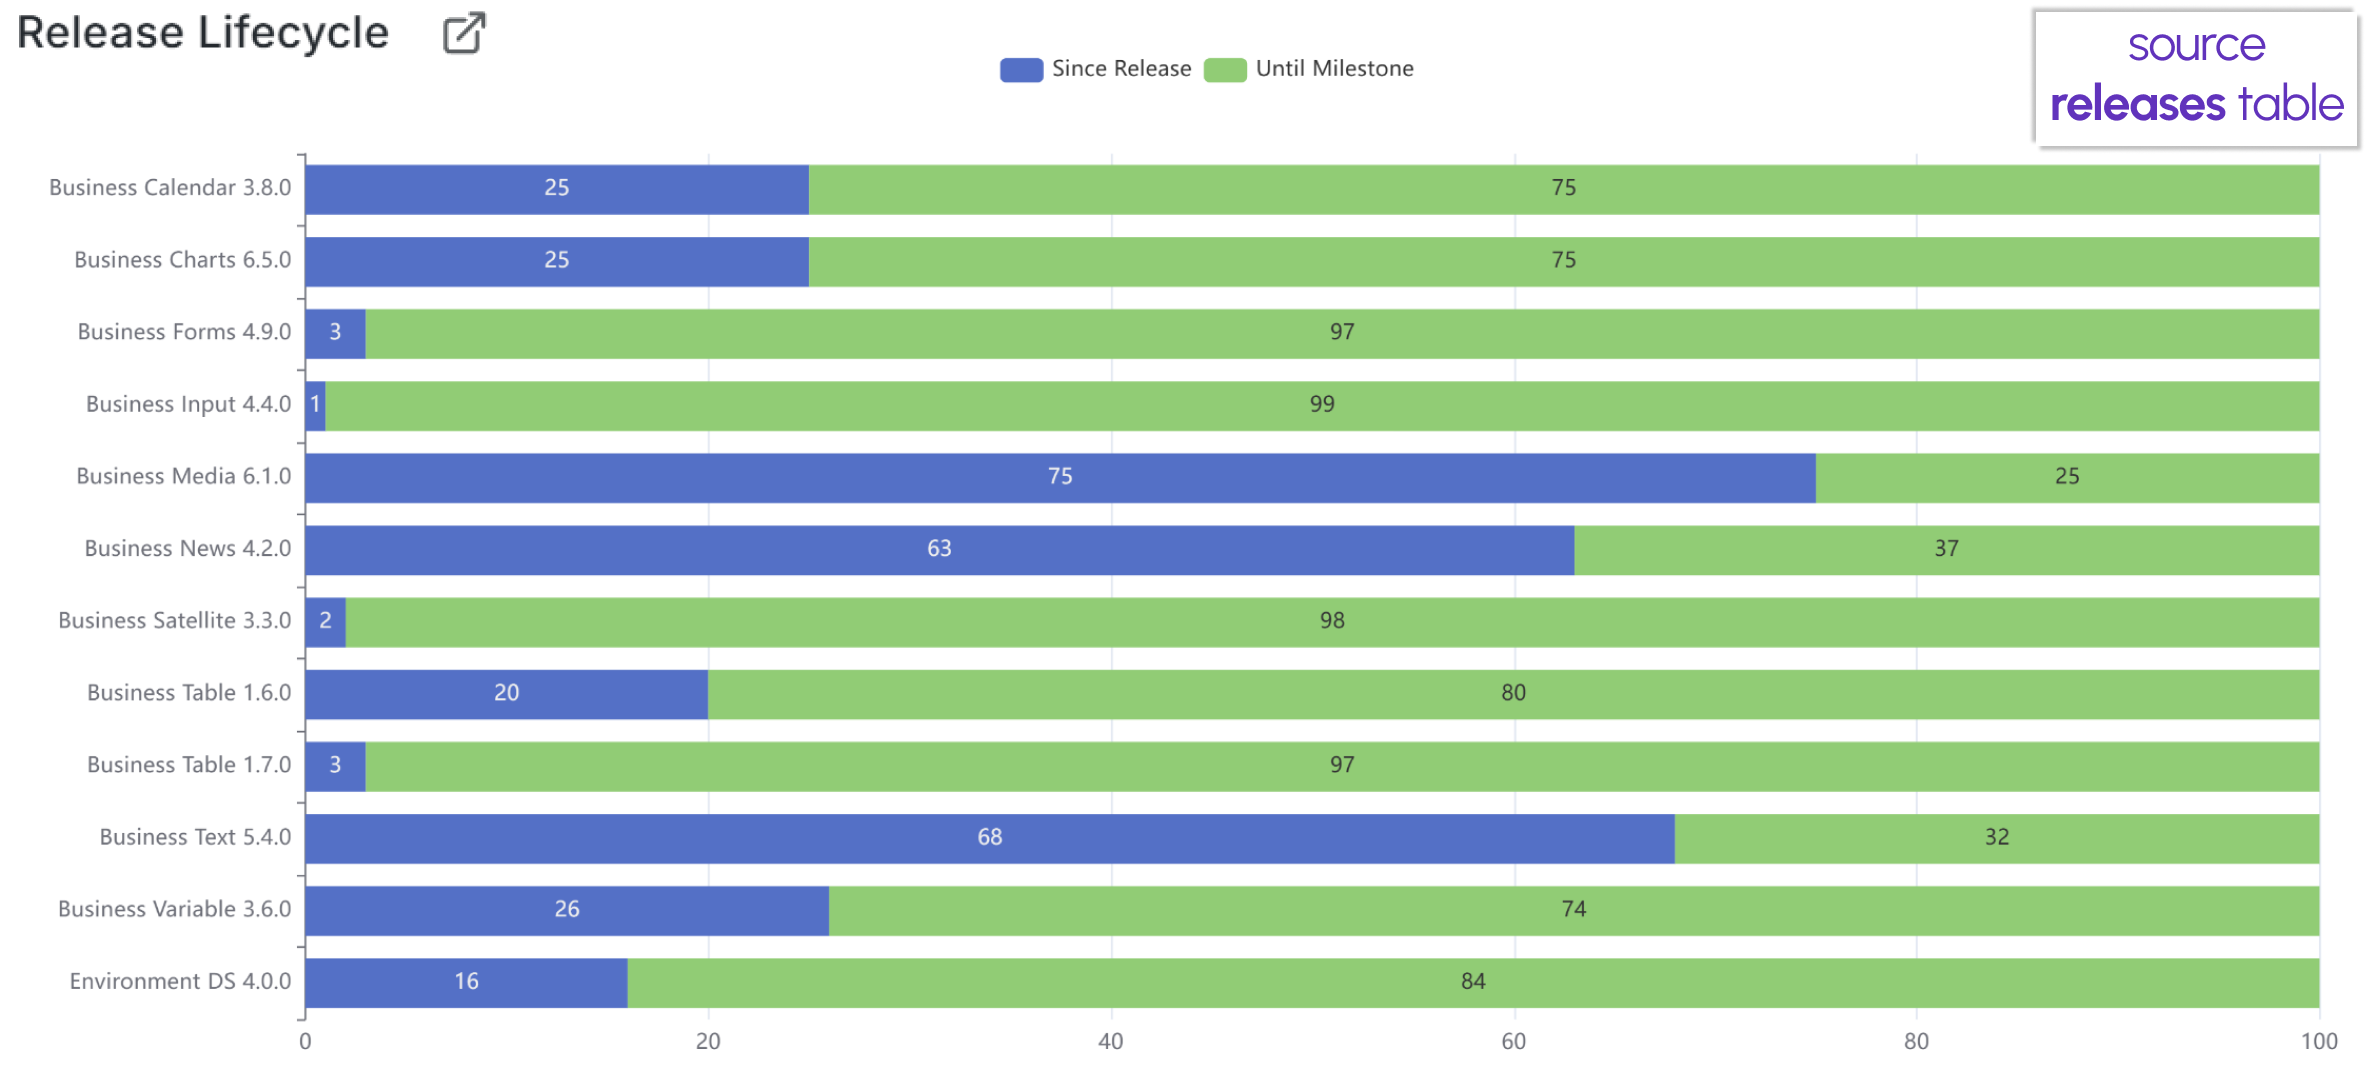 Release Lifecycle
source
releases table
Since Release Until Milestone
Business Calendar 3.8.0 25 75
Business Charts 6.5.0 25 75
Business Forms 4.9.0 3 97
Business Input 4.4.0 1 99
Business Media 6.1.0 75 25
Business News 4.2.0 63 37
Business Satellite 3.3.0 2 98
Business Table 1.6.0 20 80
Business Table 1.7.0 3 97
Business Text 5.4.0 68 32
Business Variable 3.6.0 26 74
Environment DS 4.0.0 16 84
0 20 40 60 80 100